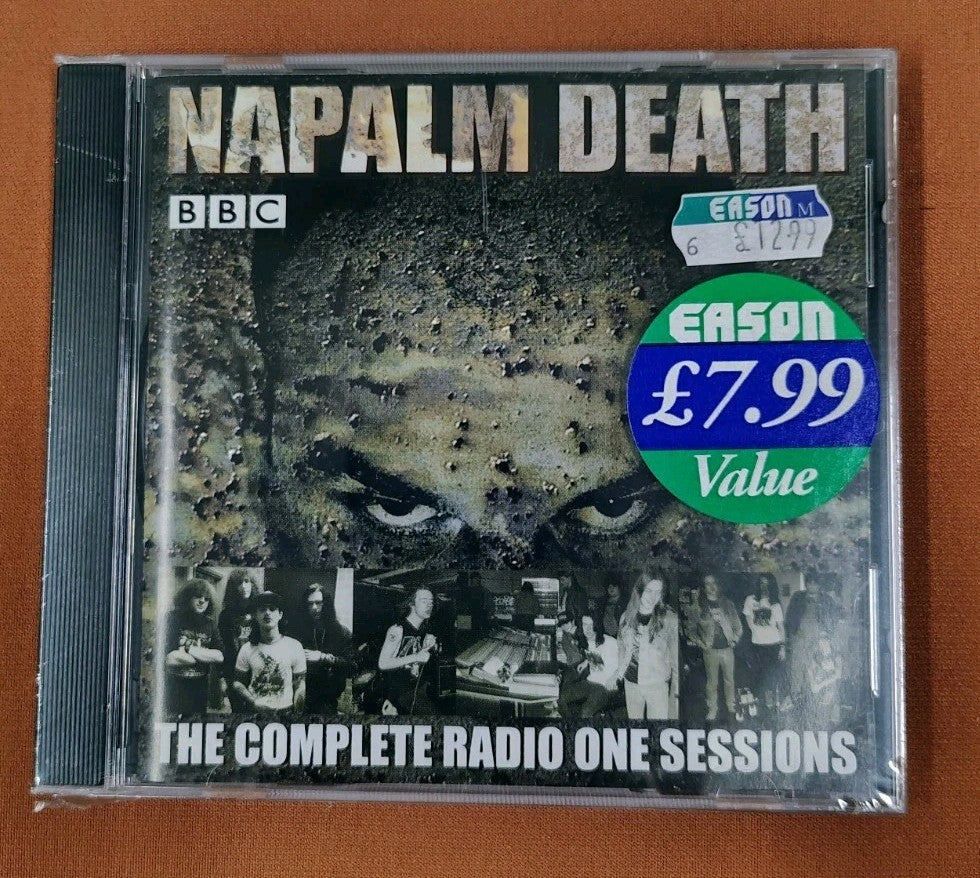 NAPALM DEATH
BBC
EASON M
6 £12.99
EASON
£7.99
Value
THE COMPLETE RADIO ONE SESSIONS